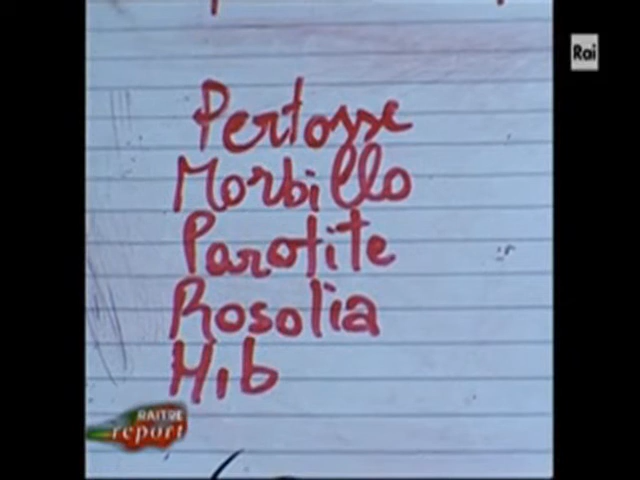 Rai
Pertosse
Morbillo
Parotite
Rosolia
Hib
RAITRE
report